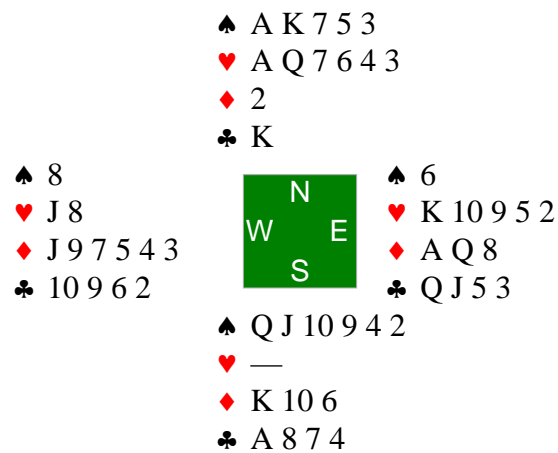 ♠ A K 7 5 3
♥ A Q 7 6 4 3
♦ 2
♣ K
♠ 8
♥ J 8
♦ J 9 7 5 4 3
♣ 10 9 6 2
N
W E
S
♠ 6
♥ K 10 9 5 2
♦ A Q 8
♣ Q J 5 3
♠ Q J 10 9 4 2
♥ —
♦ K 10 6
♣ A 8 7 4